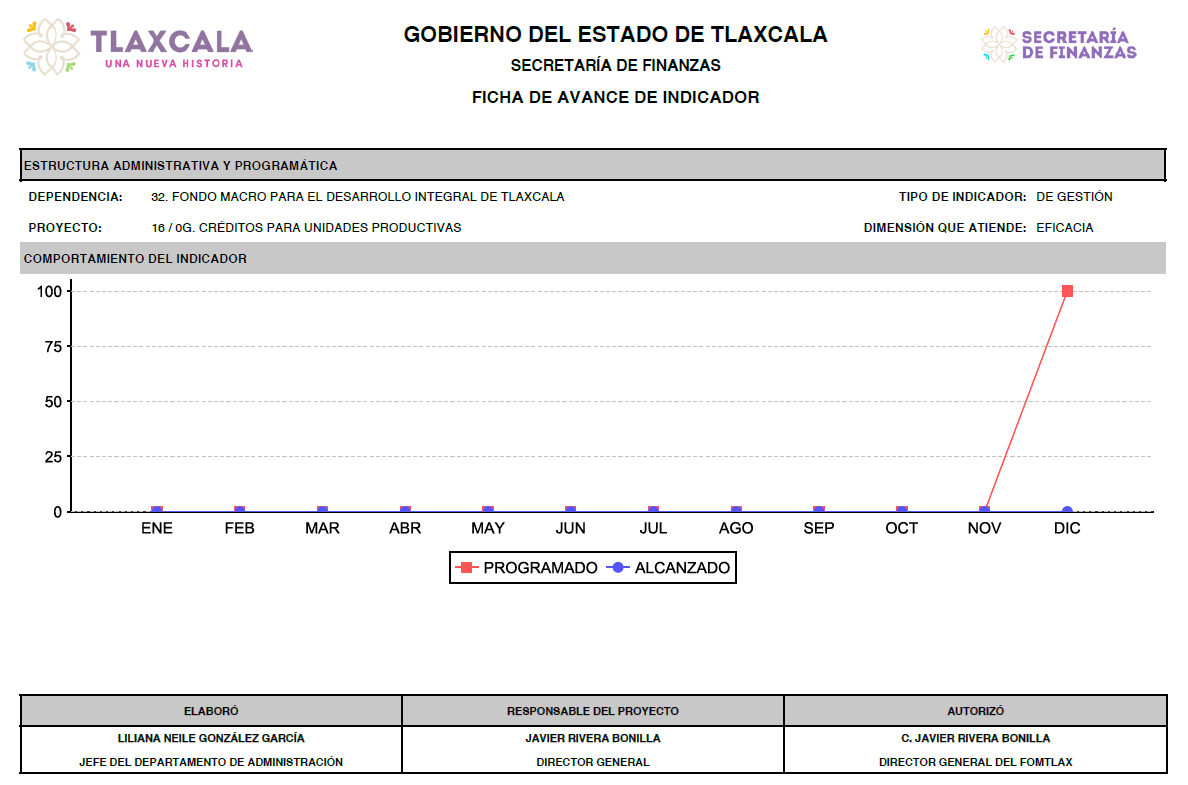 TLAXCALA
UNA NUEVA HISTORIA
GOBIERNO DEL ESTADO DE TLAXCALA
SECRETARÍA DE FINANZAS
FICHA DE AVANCE DE INDICADOR
SECRETARÍA
DE FINANZAS
ESTRUCTURA ADMINISTRATIVA Y PROGRAMÁTICA
DEPENDENCIA: 32. FONDO MACRO PARA EL DESARROLLO INTEGRAL DE TLAXCALA TIPO DE INDICADOR: DE GESTIÓN
PROYECTO: 16 / 0G. CRÉDITOS PARA UNIDADES PRODUCTIVAS DIMENSIÓN QUE ATIENDE: EFICACIA
COMPORTAMIENTO DEL INDICADOR
100
75
50
25
0
ENE FEB MAR ABR MAY JUN JUL AGO SEP OCT NOV DIC
PROGRAMADO ALCANZADO
ELABORÓ RESPONSABLE DEL PROYECTO AUTORIZÓ
LILIANA NEILE GONZÁLEZ GARCÍA JAVIER RIVERA BONILLA C. JAVIER RIVERA BONILLA
JEFE DEL DEPARTAMENTO DE ADMINISTRACIÓN DIRECTOR GENERAL DIRECTOR GENERAL DEL FOMTLAX